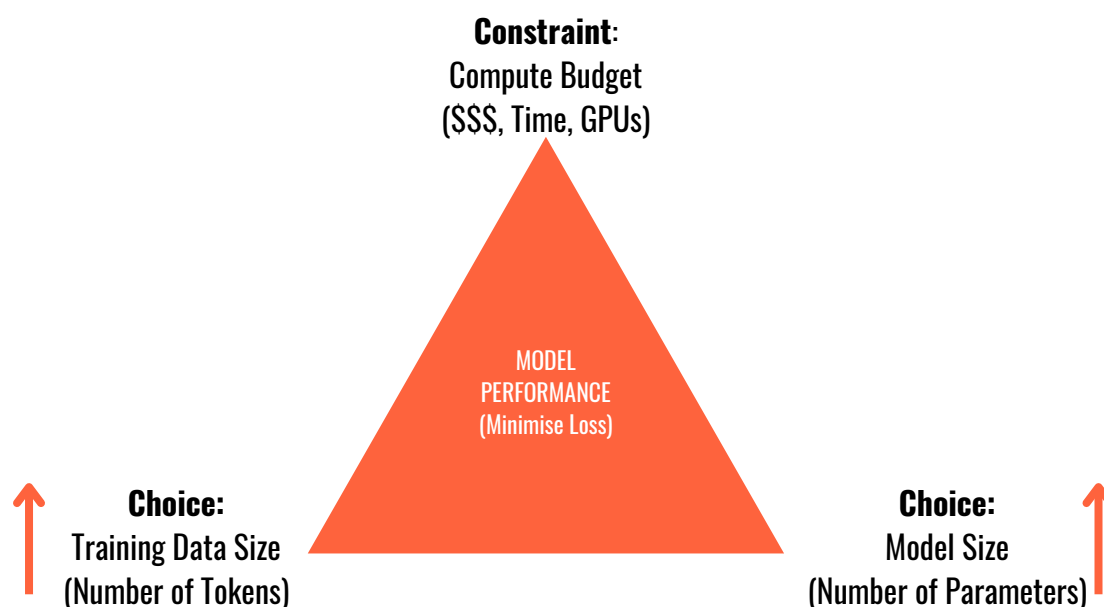 Constraint:
Compute Budget
($$$, Time, GPUs)
MODEL
PERFORMANCE
(Minimise Loss)
Choice:
Training Data Size
(Number of Tokens)
Choice:
Model Size
(Number of Parameters)